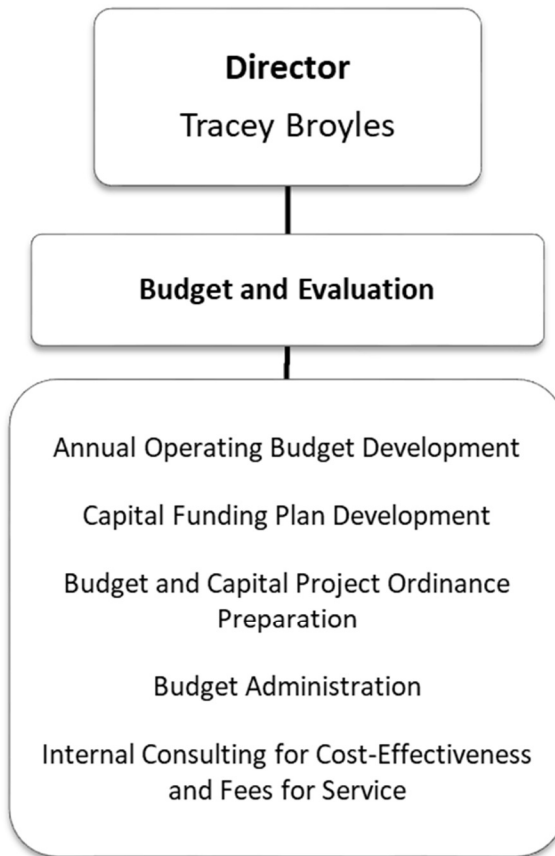 Director
Tracey Broyles
Budget and Evaluation
Annual Operating Budget Development
Capital Funding Plan Development
Budget and Capital Project Ordinance
Preparation
Budget Administration
Internal Consulting for Cost-Effectiveness
and Fees for Service